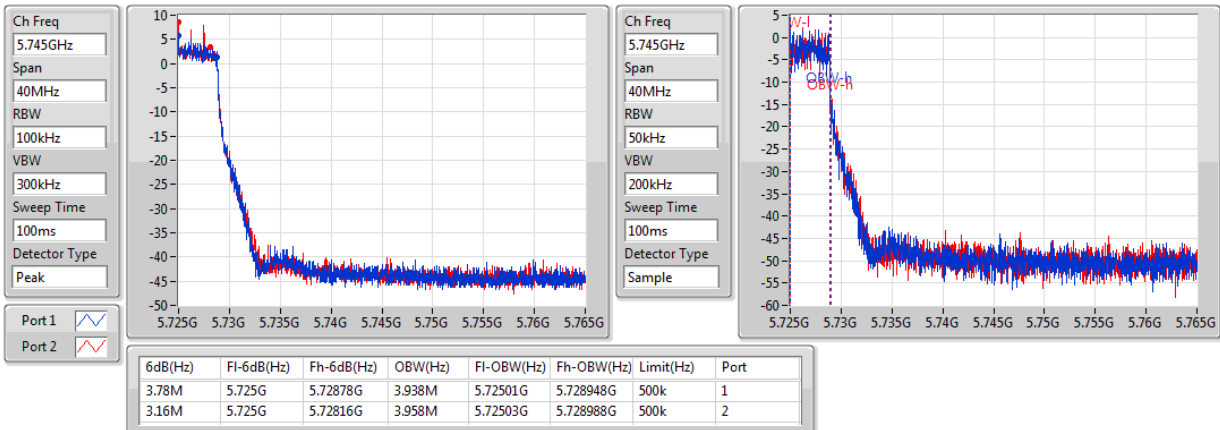 Ch Freq
5.745GHz
Span
40MHz
RBW
100kHz
VBW
300kHz
Sweep Time
100ms
Detector Type
Peak
Port 1
Port 2
10
5
0
-5
-10
-15
-20
-25
-30
-35
-40
-45
-50
5.725G 5.73G 5.735G 5.74G 5.745G 5.75G 5.755G 5.76G 5.765G
Ch Freq
5.745GHz
Span
40MHz
RBW
50kHz
VBW
200kHz
Sweep Time
100ms
Detector Type
Sample
5
0
-5
-10
-15
-20
-25
-30
-35
-40
-45
-50
-55
-60
W-l
OBW-h
OBW-h
5.725G 5.73G 5.735G 5.74G 5.745G 5.75G 5.755G 5.76G 5.765G
6dB(Hz) Fl-6dB(Hz) Fh-6dB(Hz) OBW(Hz) Fl-OBW(Hz) Fh-OBW(Hz) Limit(Hz) Port
3.78M 5.725G 5.72878G 3.938M 5.72501G 5.728948G 500k 1
3.16M 5.725G 5.72816G 3.958M 5.72503G 5.728988G 500k 2